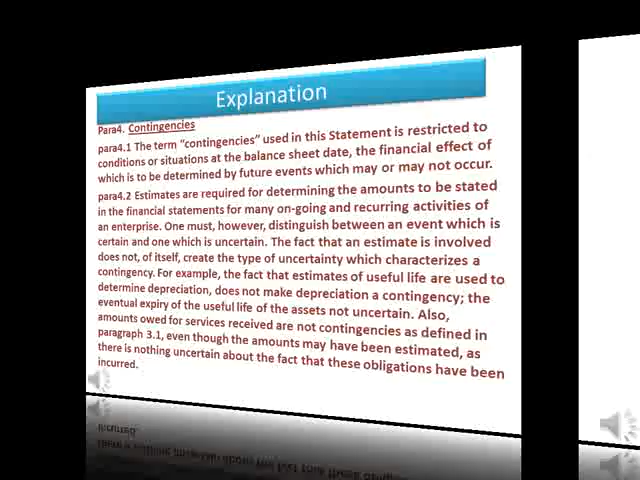 Explanation
Para4. Contingencies
para4.1 The term “contingencies” used in this Statement is restricted to
conditions or situations at the balance sheet date, the financial effect of
which is to be determined by future events which may or may not occur.
para4.2 Estimates are required for determining the amounts to be stated
in the financial statements for many on-going and recurring activities of
an enterprise. One must, however, distinguish between an event which is
certain and one which is uncertain. The fact that an estimate is involved
does not, of itself, create the type of uncertainty which characterizes a
contingency. For example, the fact that estimates of useful life are used to
determine depreciation, does not make depreciation a contingency; the
eventual expiry of the useful life of the assets not uncertain. Also,
amounts owed for services received are not contingencies as defined in
paragraph 3.1, even though the amounts may have been estimated, as
there is nothing uncertain about the fact that these obligations have been
incurred.